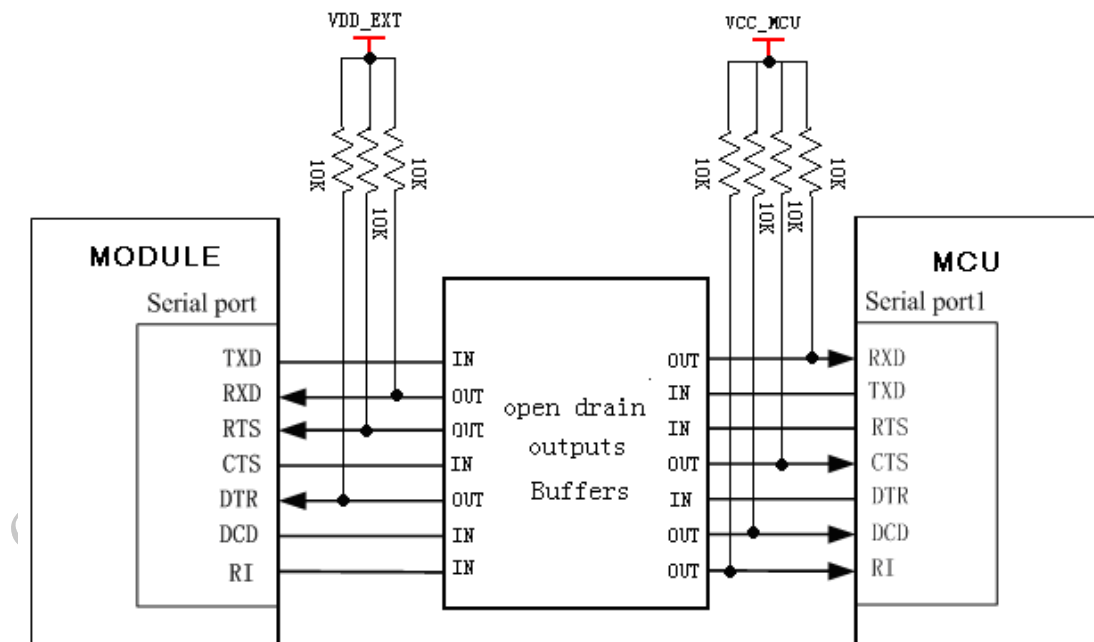 VDD_EXT
VCC_MCU
10K
10K
10K
10K
10K
10K
10K
MODULE
Serial port
TXD
RXD
RTS
CTS
DTR
DCD
RI
IN
OUT
OUT
IN
OUT
IN
IN
open drain
outputs
Buffers
OUT
IN
IN
OUT
IN
OUT
OUT
MCU
Serial port1
RXD
TXD
RTS
CTS
DTR
DCD
RI